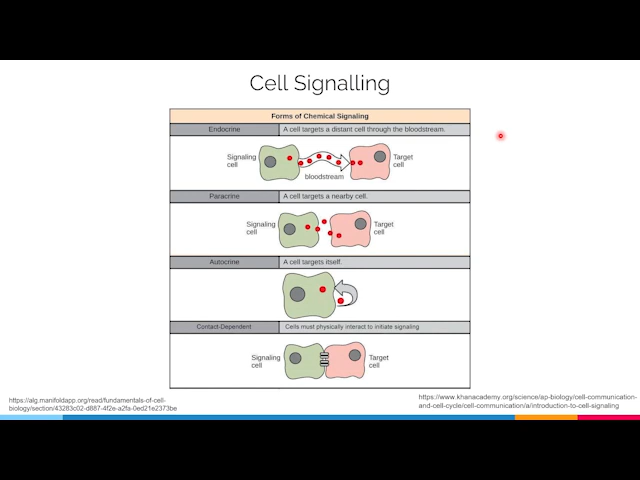 Cell Signalling
Forms of Chemical Signaling
Endocrine
A cell targets a distant cell through the bloodstream.
Signaling
cell
Target
cell
bloodstream
Paracrine
A cell targets a nearby cell.
Signaling
cell
Target
cell
Autocrine
A cell targets itself.
Contact-Dependent
Cells must physically interact to initiate signaling
Signaling
cell
Target
cell
https://alg.manifoldapp.org/read/fundamentals-of-cell-
biology/section/43283c02-d887-4f2e-a2fa-0ed21e2373be
https://www.khanacademy.org/science/ap-biology/cell-communication-
and-cell-cycle/cell-communication/a/introduction-to-cell-signaling